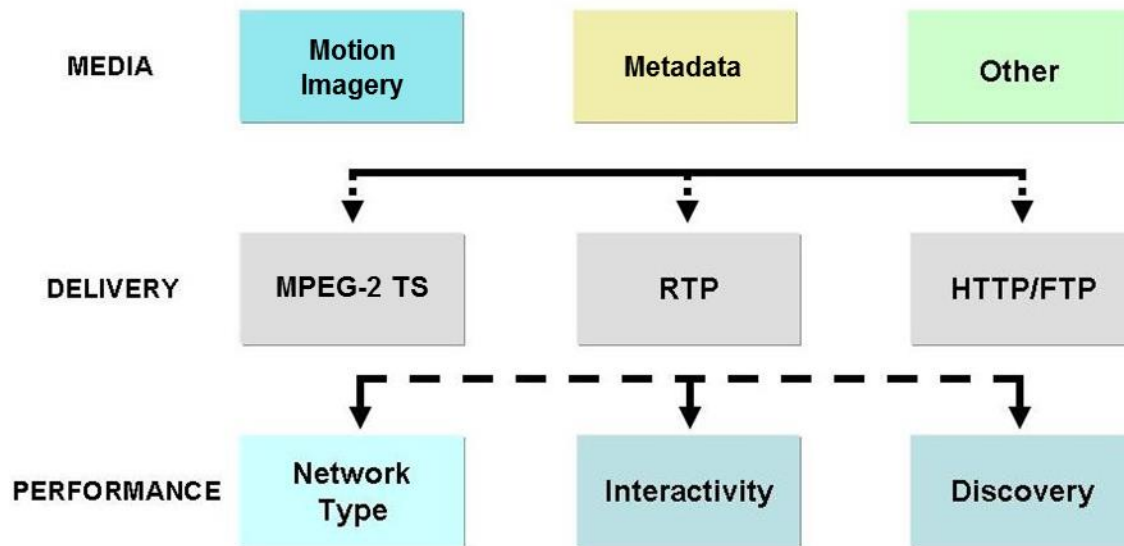 MEDIA
Motion
Imagery
Metadata
Other
DELIVERY
MPEG-2 TS
RTP
HTTP/FTP
PERFORMANCE
Network
Type
Interactivity
Discovery